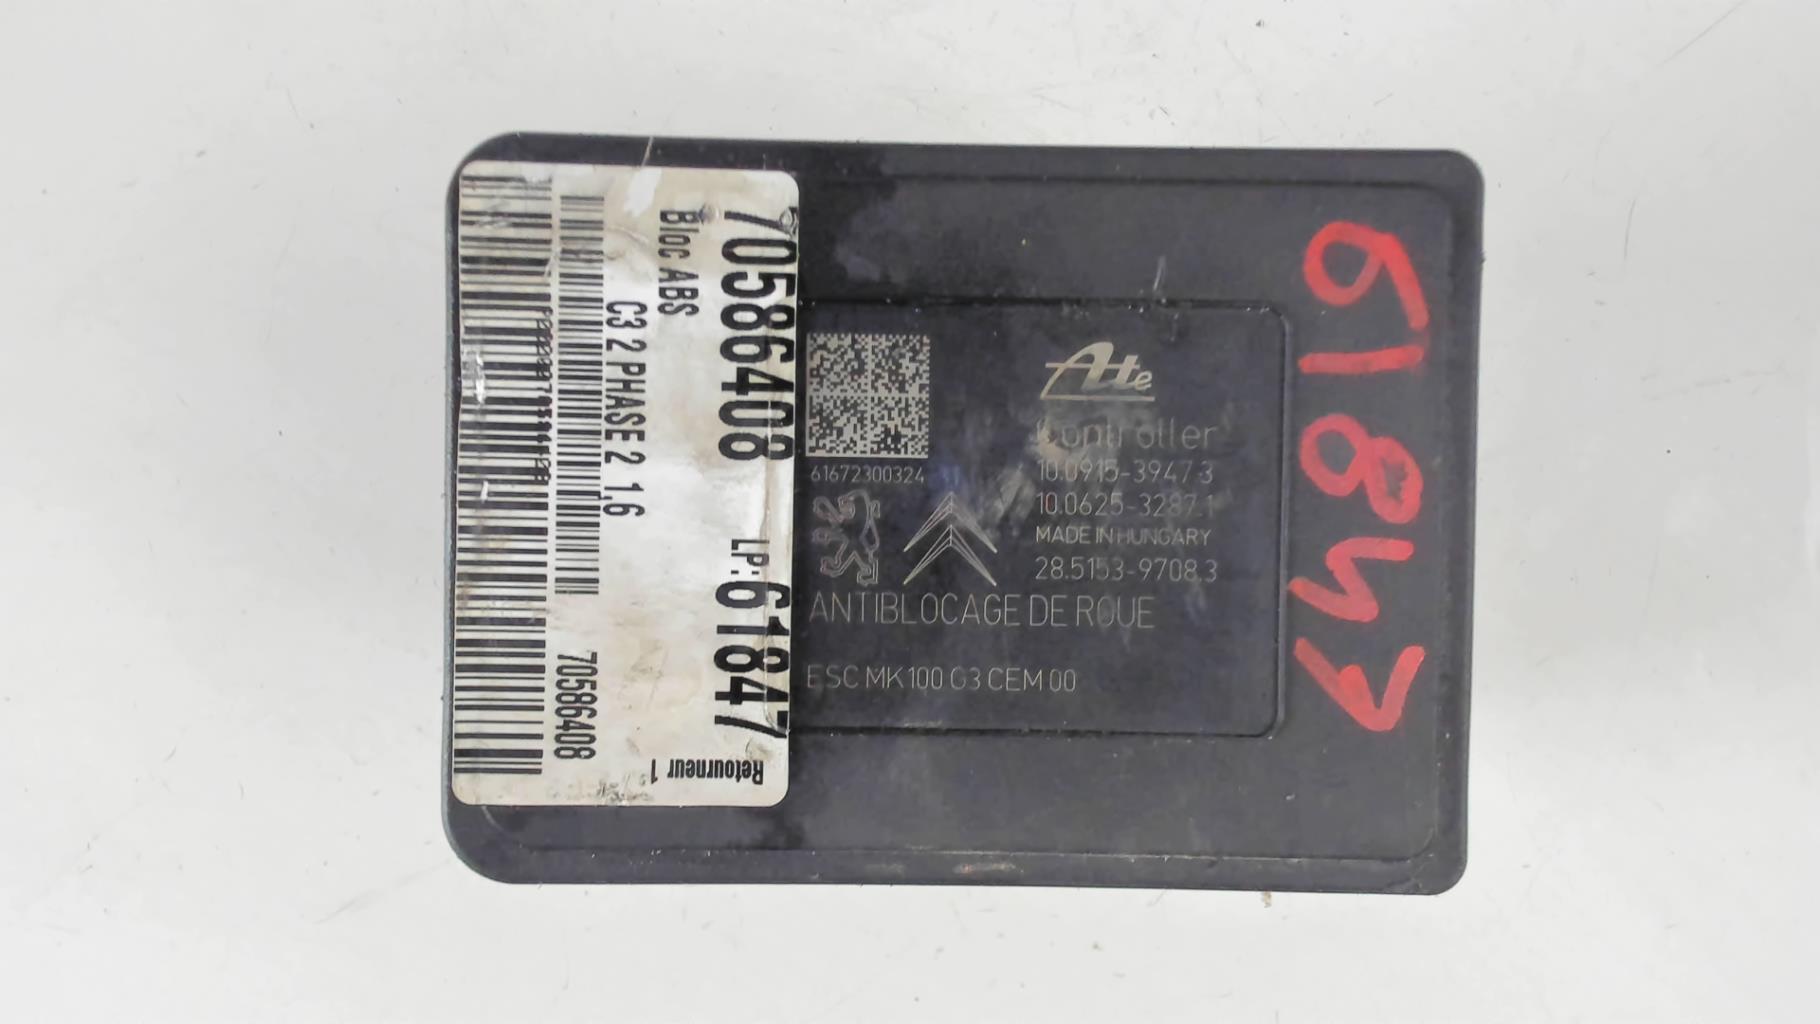 70586408
LP:61847
Bloc ABS
Retourneur 1
C3 2 PHASE 2 1,6
70586408
Ate
Controller
61672300324
10.0915-3947.3
10.0625-3287.1
MADE IN HUNGARY
28.5153-9708.3
ANTIBLOCAGE DE ROUE
ESC MK100 G3 CEM 00
61847